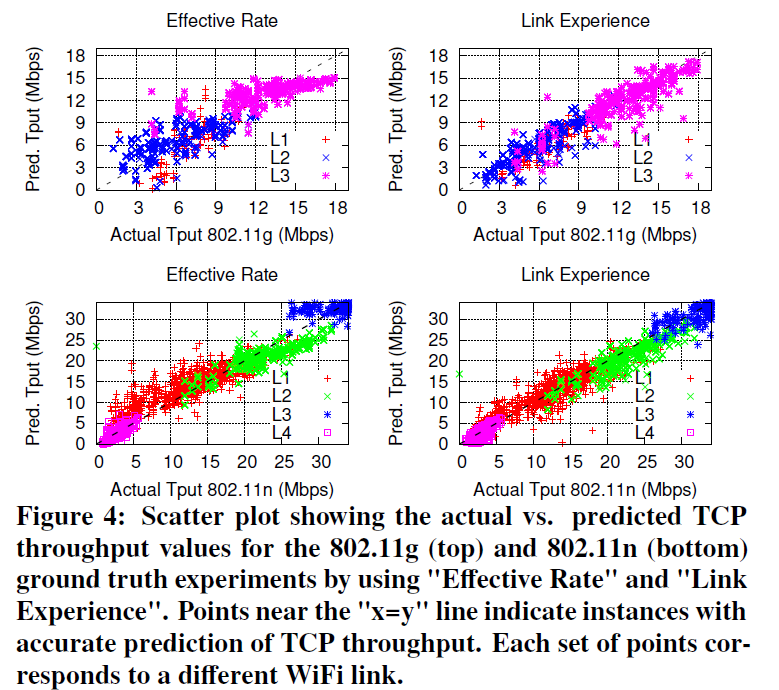 Effective Rate
Pred. Tput (Mbps)
18
15
12
9
6
3
0
L1
L2
L3
0 3 6 9 12 15 18
Actual Tput 802.11g (Mbps)
Link Experience
Pred. Tput (Mbps)
18
15
12
9
6
3
0
L1
L2
L3
0 3 6 9 12 15 18
Actual Tput 802.11g (Mbps)
Effective Rate
Pred. Tput (Mbps)
30
25
20
15
10
5
0
L1
L2
L3
L4
0 5 10 15 20 25 30
Actual Tput 802.11n (Mbps)
Link Experience
Pred. Tput (Mbps)
30
25
20
15
10
5
0
L1
L2
L3
L4
0 5 10 15 20 25 30
Actual Tput 802.11n (Mbps)
Figure 4: Scatter plot showing the actual vs. predicted TCP
throughput values for the 802.11g (top) and 802.11n (bottom)
ground truth experiments by using "Effective Rate" and "Link
Experience". Points near the "x=y" line indicate instances with
accurate prediction of TCP throughput. Each set of points cor-
responds to a different WiFi link.